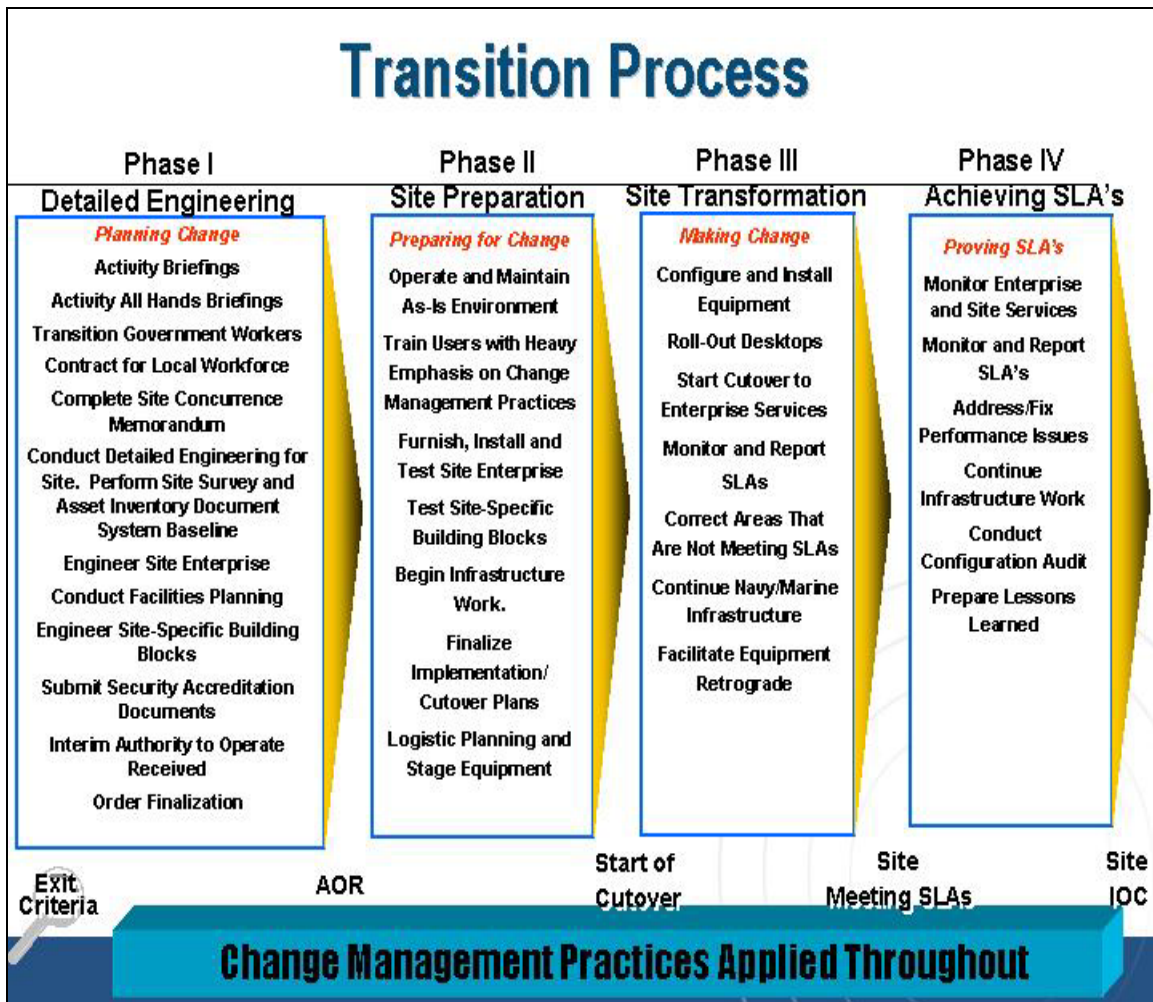 Transition Process
Phase I
Detailed Engineering
Planning Change
Activity Briefings
Activity All Hands Briefings
Transition Government Workers
Contract for Local Workforce
Complete Site Concurrence
Memorandum
Conduct Detailed Engineering for
Site. Perform Site Survey and
Asset Inventory Document
System Baseline
Engineer Site Enterprise
Conduct Facilities Planning
Engineer Site-Specific Building
Blocks
Submit Security Accreditation
Documents
Interim Authority to Operate
Received
Order Finalization
Phase II
Site Preparation
Preparing for Change
Operate and Maintain
As-Is Environment
Train Users with Heavy
Emphasis on Change
Management Practices
Furnish, Install and
Test Site Enterprise
Test Site-Specific
Building Blocks
Begin Infrastructure
Work.
Finalize
Implementation/
Cutover Plans
Logistic Planning and
Stage Equipment
Phase III
Site Transformation
Making Change
Configure and Install
Equipment
Roll-Out Desktops
Start Cutover to
Enterprise Services
Monitor and Report
SLAs
Correct Areas That
Are Not Meeting SLAs
Continue Navy/Marine
Infrastructure
Facilitate Equipment
Retrograde
Phase IV
Achieving SLA's
Proving SLA's
Monitor Enterprise
and Site Services
Monitor and Report
SLA's
Address/Fix
Performance Issues
Continue
Infrastructure Work
Conduct
Configuration Audit
Prepare Lessons
Learned
Exit
Criteria
AOR
Start of
Cutover
Site
Meeting SLAs
Site
IOC
Change Management Practices Applied Throughout